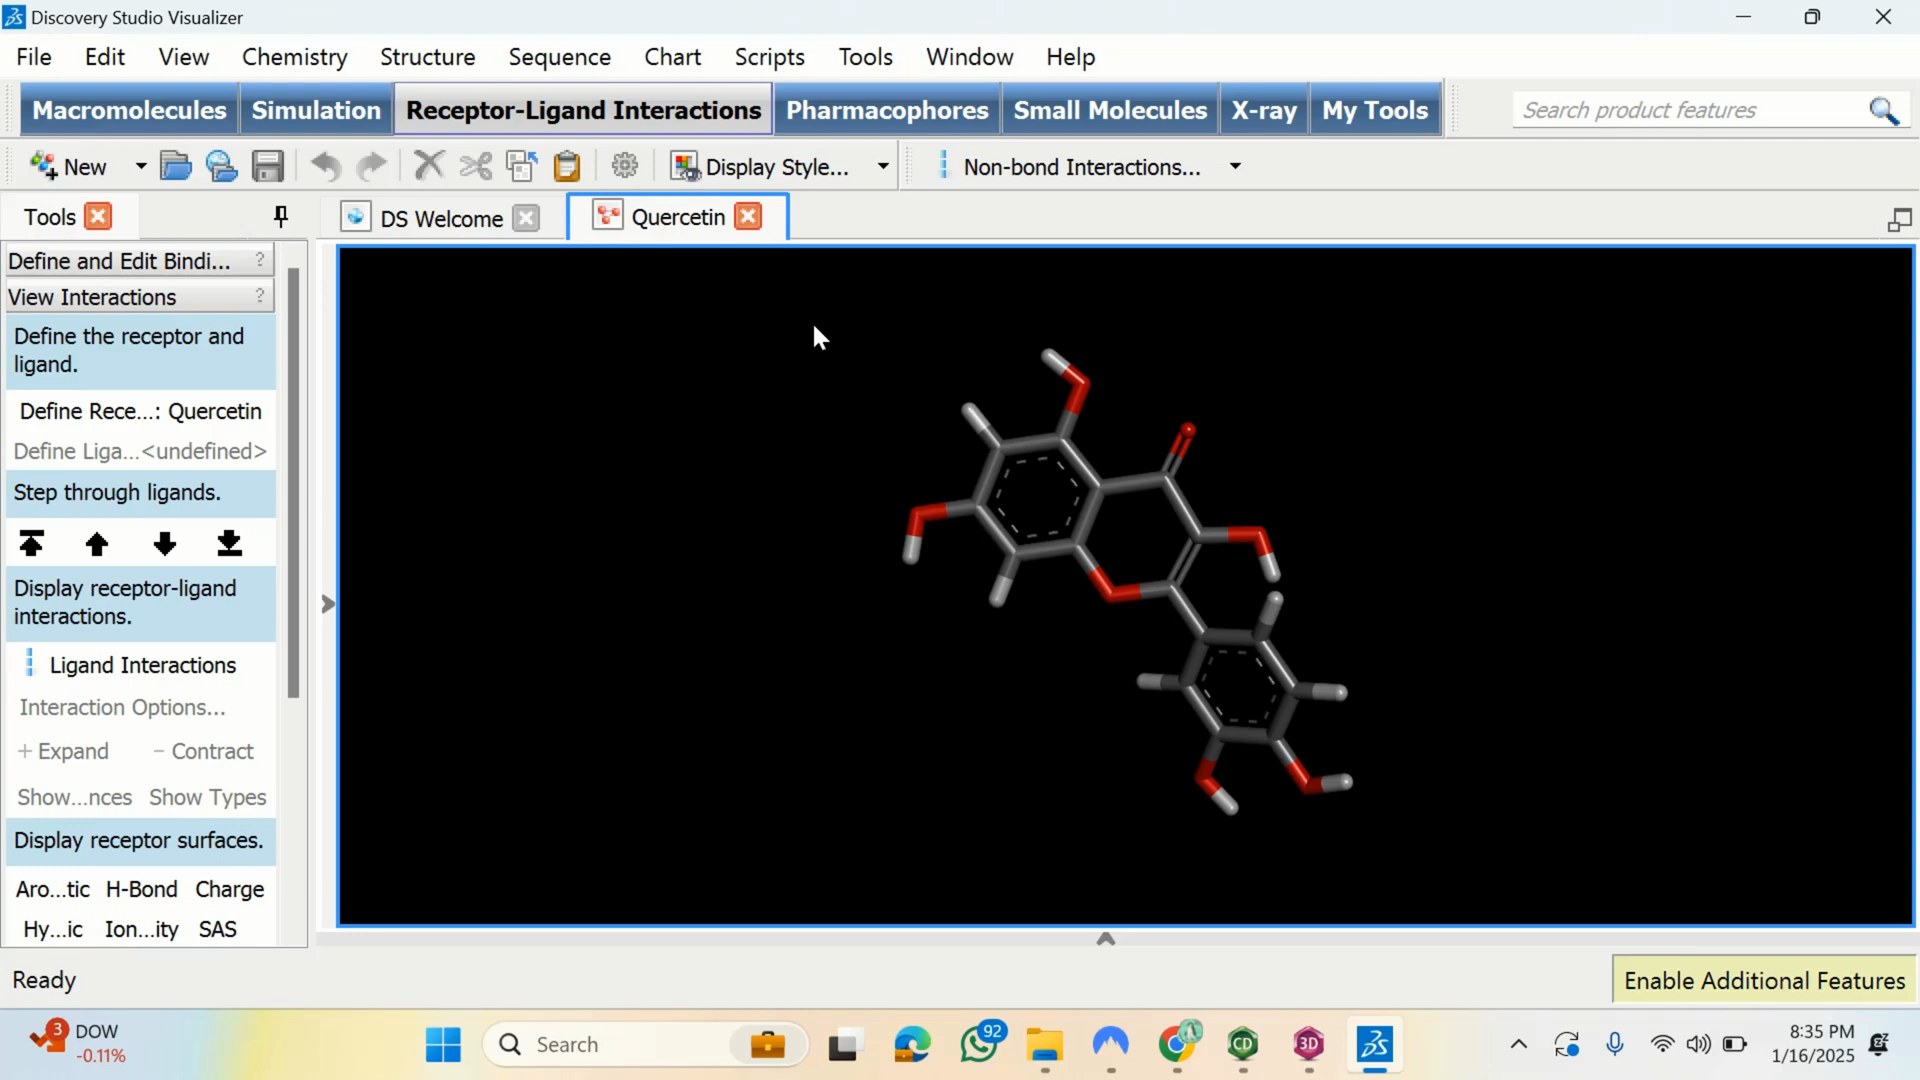 Discovery Studio Visualizer
File Edit View Chemistry Structure Sequence Chart Scripts Tools Window Help
Macromolecules Simulation Receptor-Ligand Interactions Pharmacophores Small Molecules X-ray My Tools Search product features
New Display Style... Non-bond Interactions...
Tools DS Welcome Quercetin
Define and Edit Bindi... ?
View Interactions ?
Define the receptor and
ligand.
Define Rece...: Quercetin
Define Liga...<undefined>
Step through ligands.
Display receptor-ligand
interactions.
Ligand Interactions
Interaction Options...
+ Expand - Contract
Show...nces Show Types
Display receptor surfaces.
Aro...tic H-Bond Charge
Hy...ic Ion...ity SAS
Ready Enable Additional Features
3 DOW
-0.11%
Search
92
CD
3D
8:35 PM
1/16/2025